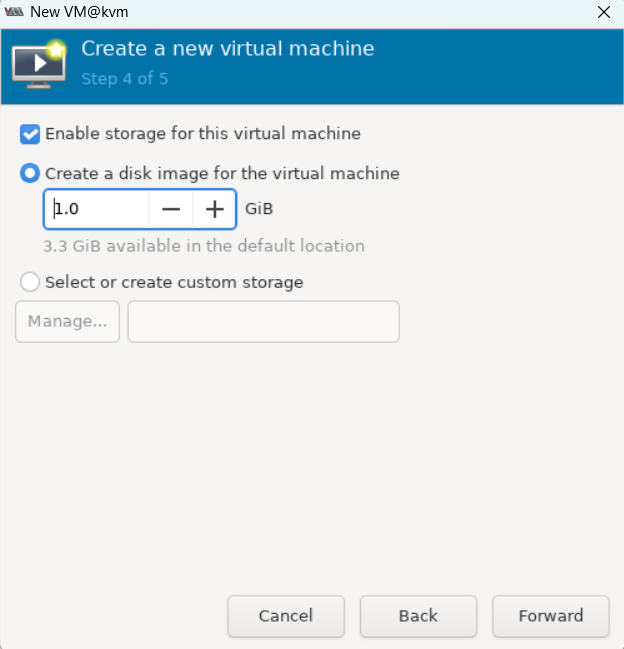 New VM@kvm
Create a new virtual machine
Step 4 of 5
Enable storage for this virtual machine
Create a disk image for the virtual machine
1.0 GiB
3.3 GiB available in the default location
Select or create custom storage
Manage...
Cancel Back Forward